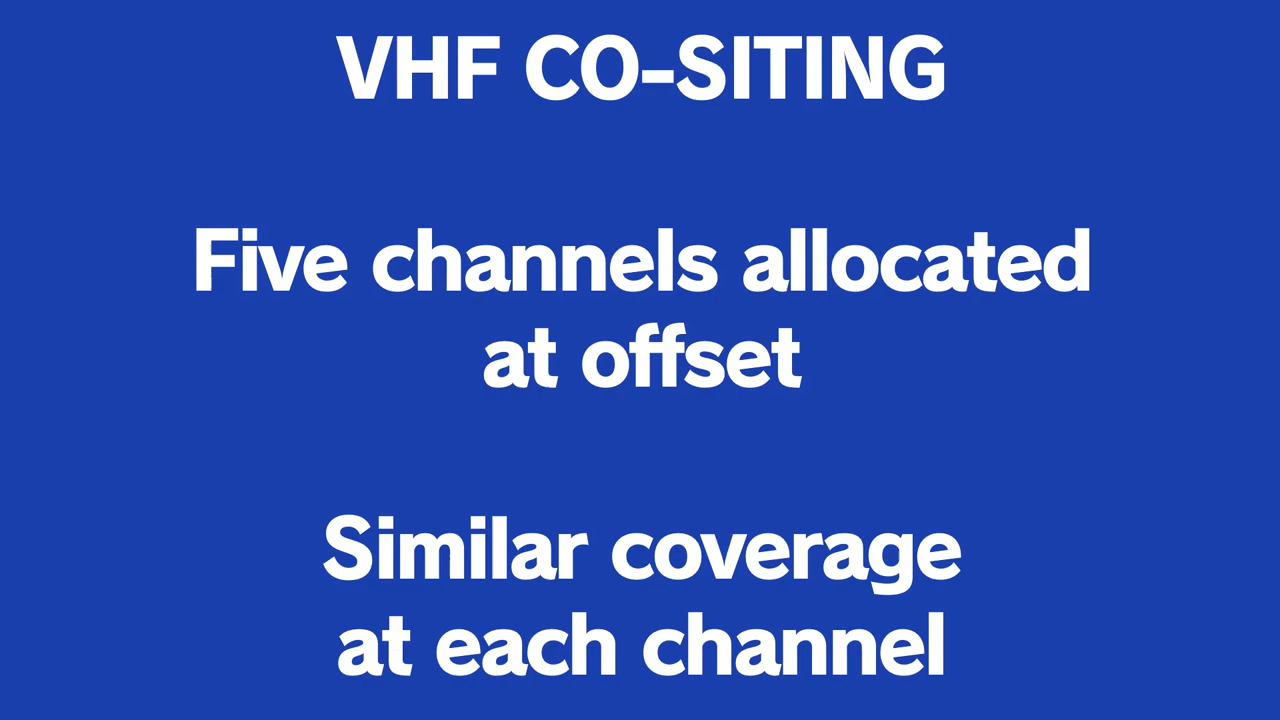 VHF CO-SITING
Five channels allocated
at offset
Similar coverage
at each channel